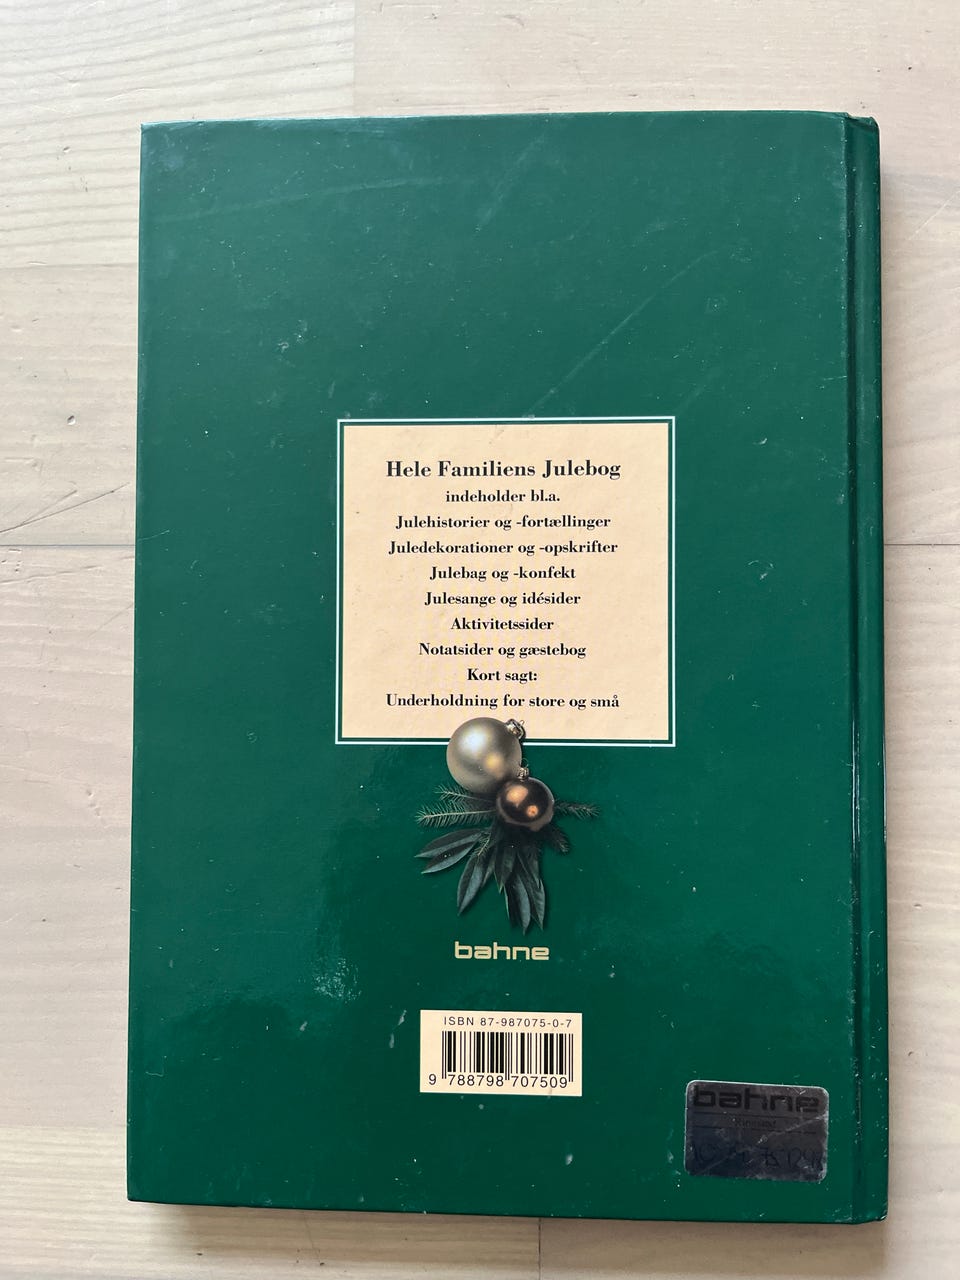 Hele Familiens Julebog
indeholder bl.a.
Julehistorier og -fortællinger
Juledekorationer og -opskrifter
Julebag og -konfekt
Julesange og idésider
Aktivitetssider
Notatsider og gæstebog
Kort sagt:
Underholdning for store og små
bahne
ISBN 87-987075-0-7
9 788798 707509
bahne